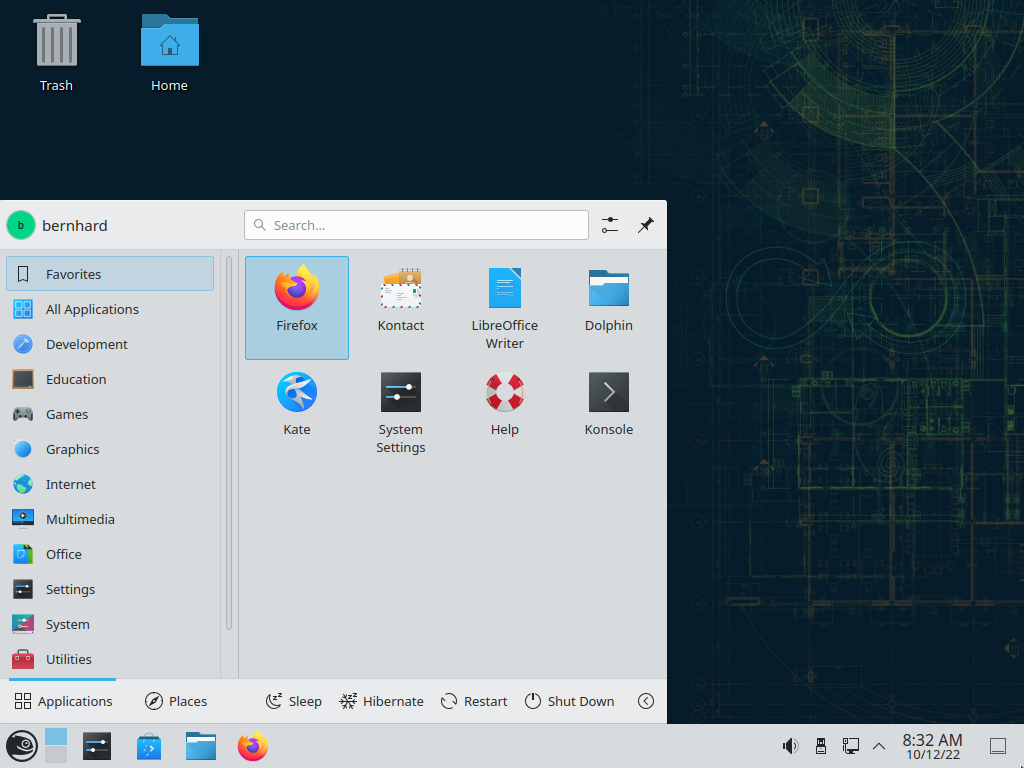 Trash
Home
b
bernhard
Search...
Favorites
All Applications
Development
Education
Games
Graphics
Internet
Multimedia
Office
Settings
System
Utilities
Firefox
Kontact
LibreOffice
Writer
Dolphin
Kate
System
Settings
Help
Konsole
Applications
Places
Sleep
Hibernate
Restart
Shut Down
8:32 AM
10/12/22